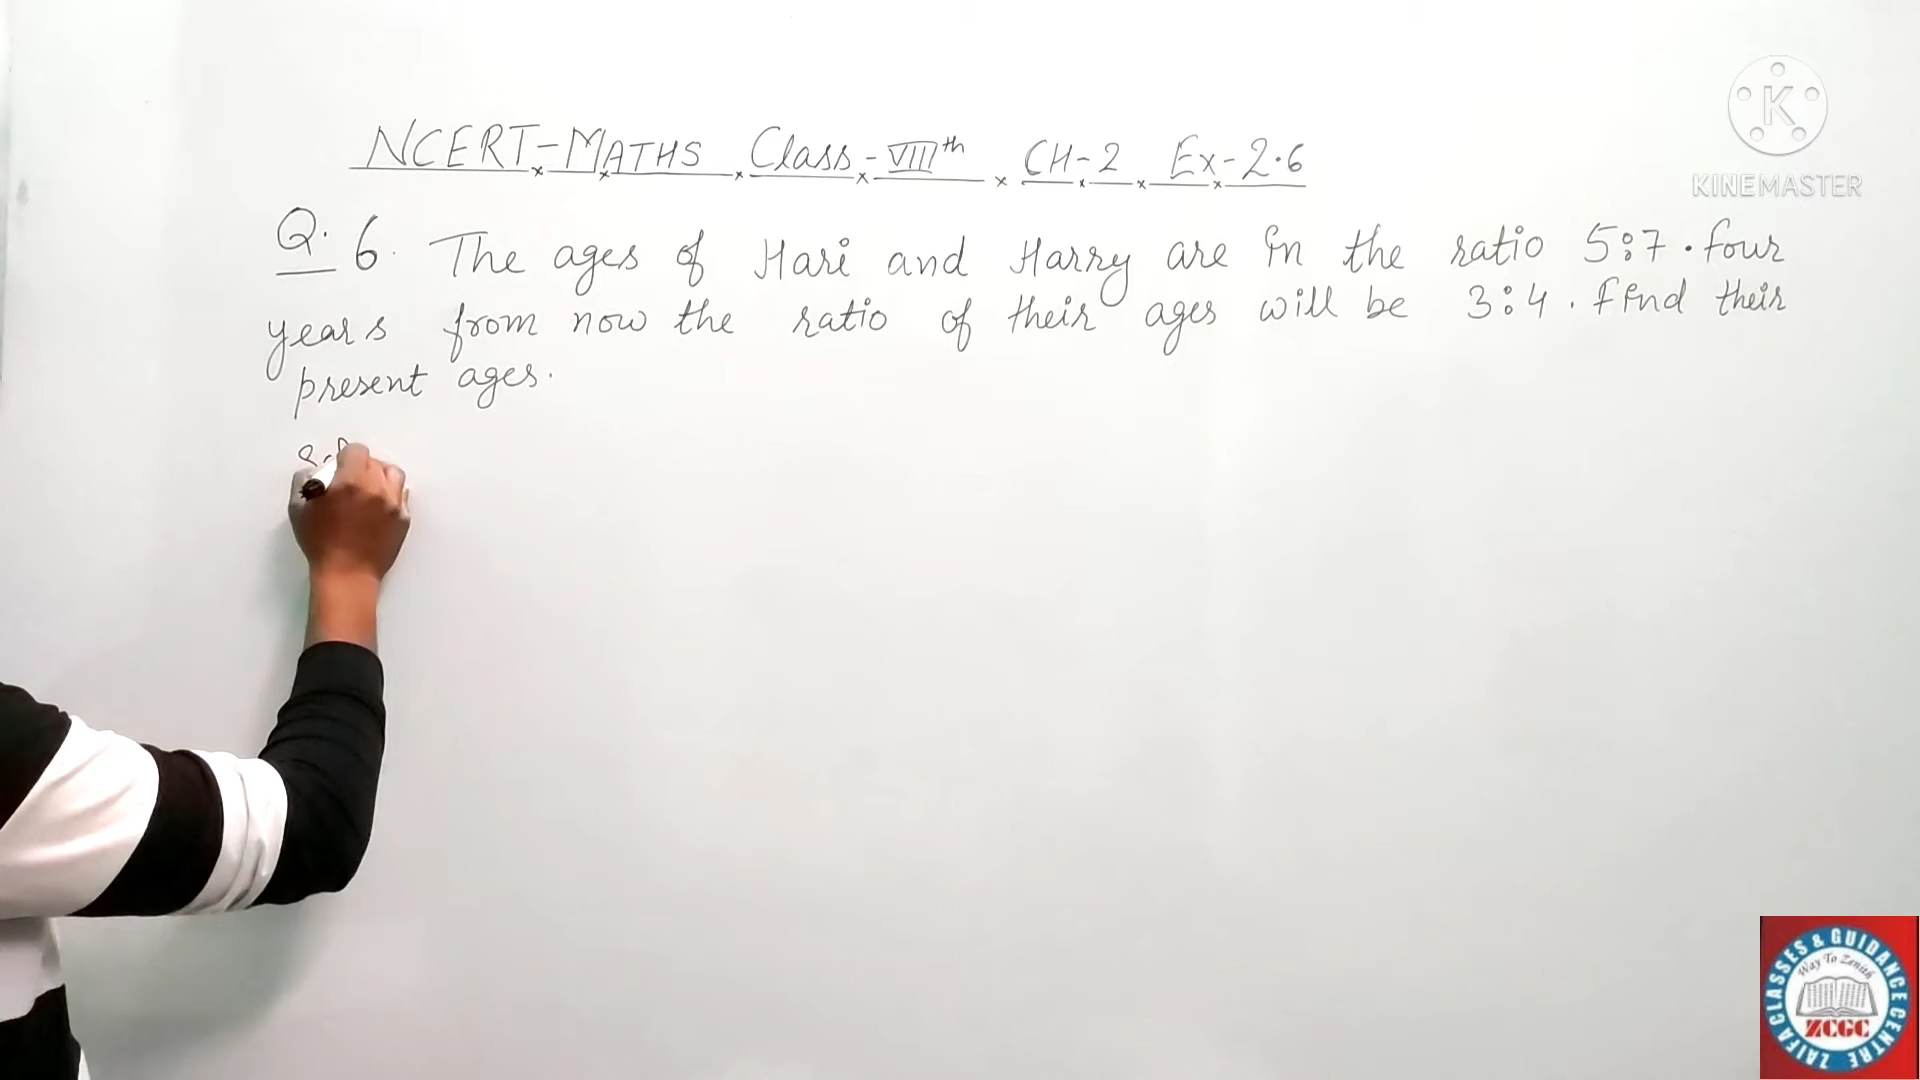 NCERT-MATHS Class-VIIIth CH-2 Ex-2.6
Q. 6. The ages of Hari and Harry are in the ratio 5:7. four
years from now the ratio of their ages will be 3:4. find their
present ages.
K
KINEMASTER
ZAIFA CLASSES & GUIDANCE CENTRE
Way To Zenith
ZCGC